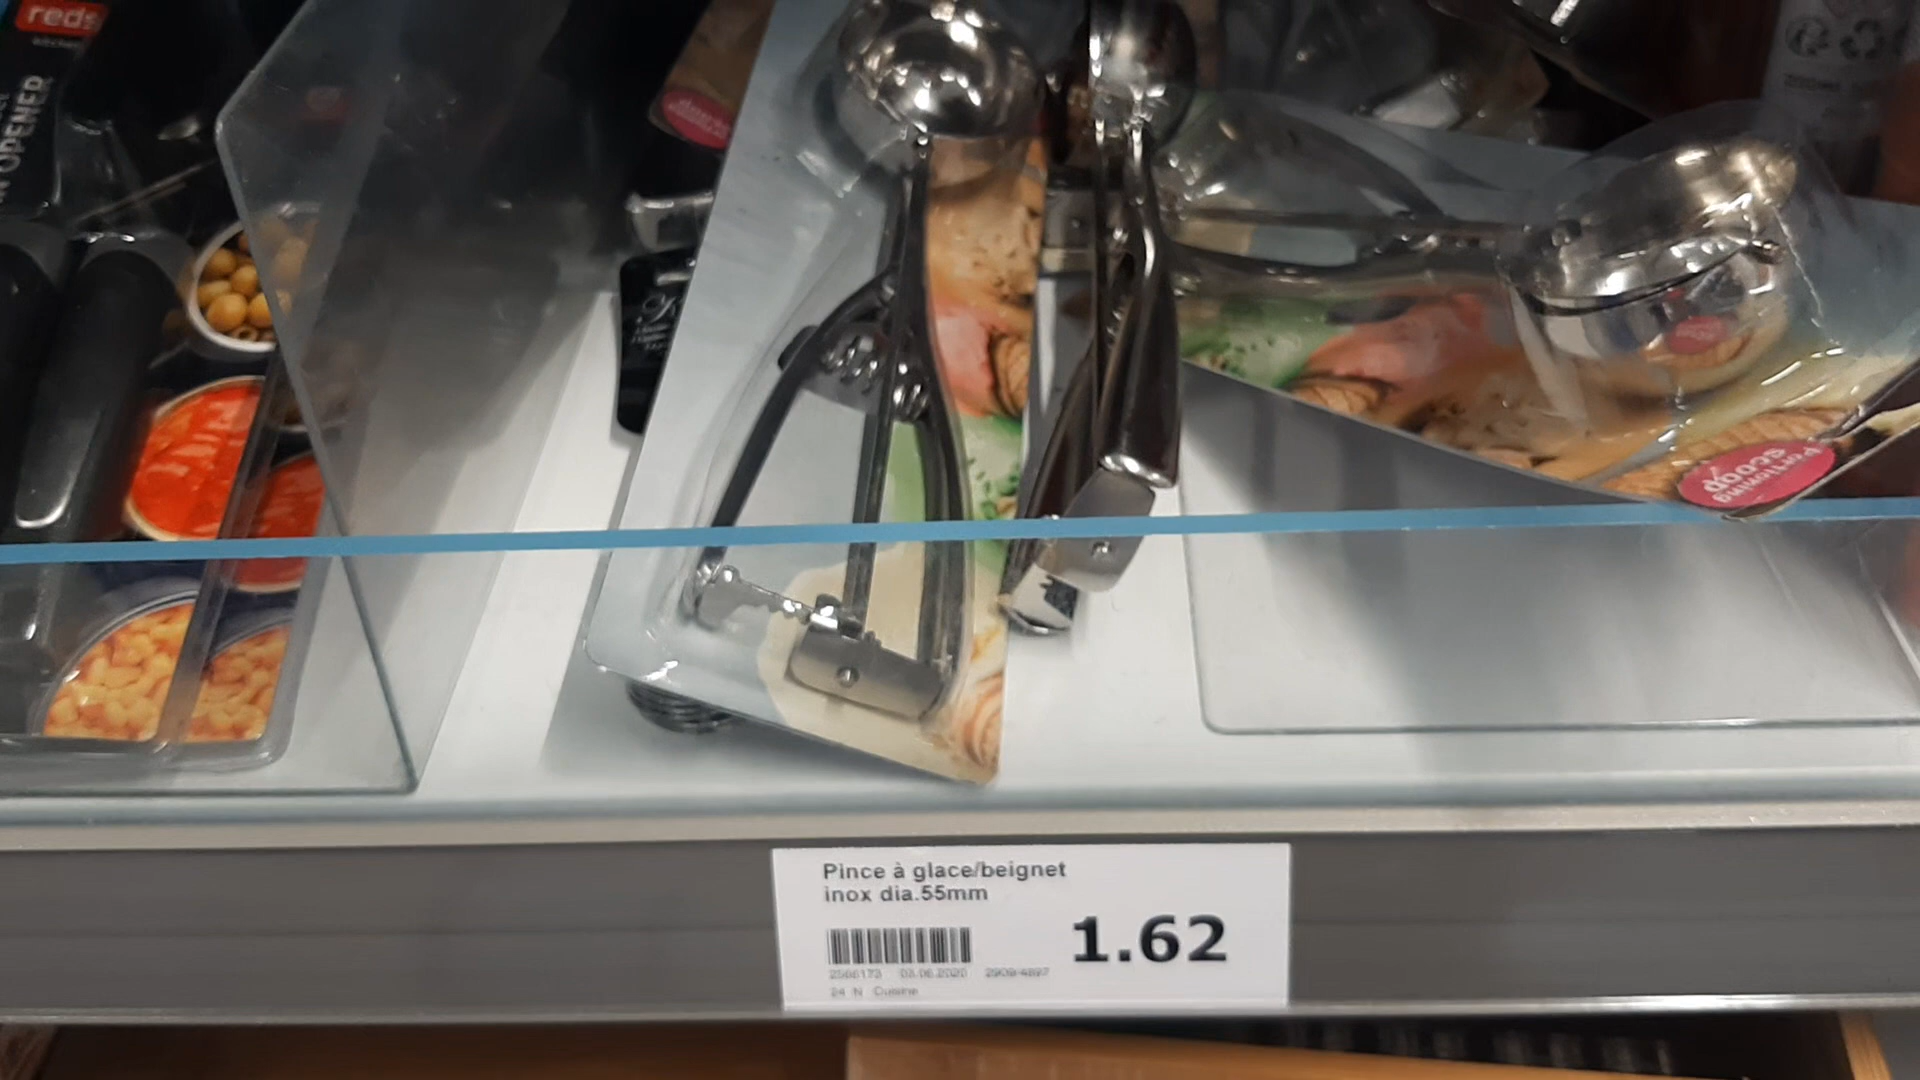 reds
OPENER
Portioning
scoop
Pince à glace/beignet
inox dia.55mm
1.62
2566173 03.06.2020 2909/4897
24 N Cuisine